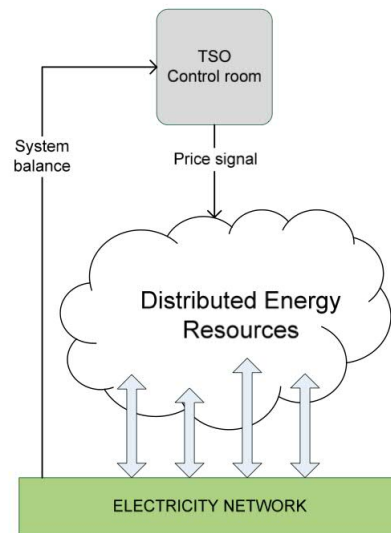 TSO
Control room
System
balance
Price signal
Distributed Energy
Resources
ELECTRICITY NETWORK